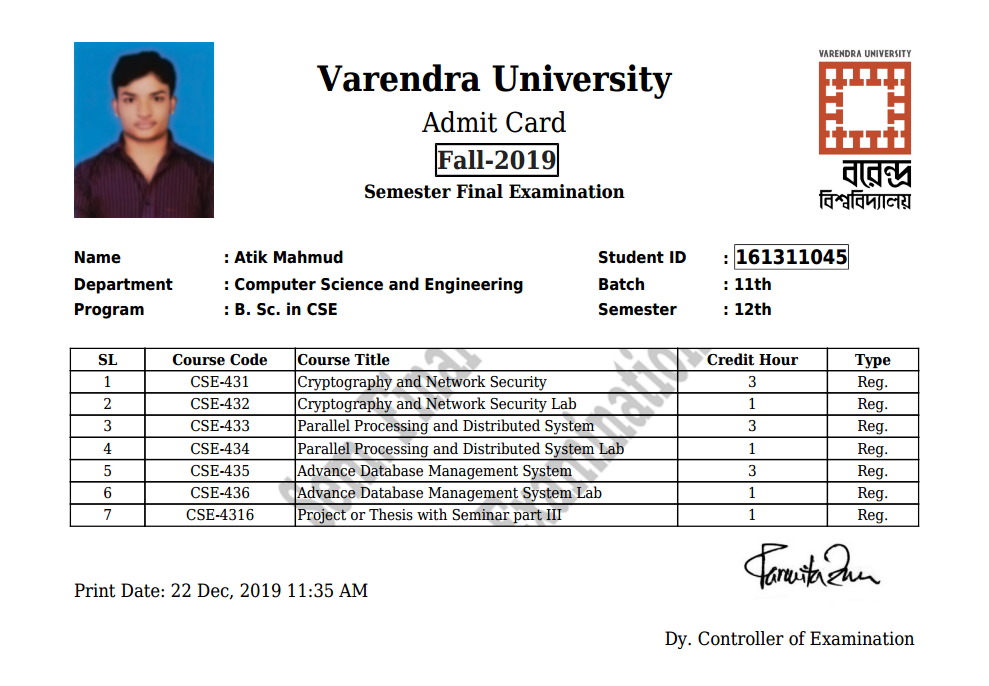 VARENDRA UNIVERSITY
Varendra University
Admit Card
Fall-2019
Semester Final Examination
বরেন্দ্র
বিশ্ববিদ্যালয়
Name : Atik Mahmud Student ID : 161311045
Department : Computer Science and Engineering Batch : 11th
Program : B. Sc. in CSE Semester : 12th
SL Course Code Course Title Credit Hour Type
1 CSE-431 Cryptography and Network Security 3 Reg.
2 CSE-432 Cryptography and Network Security Lab 1 Reg.
3 CSE-433 Parallel Processing and Distributed System 3 Reg.
4 CSE-434 Parallel Processing and Distributed System Lab 1 Reg.
5 CSE-435 Advance Database Management System 3 Reg.
6 CSE-436 Advance Database Management System Lab 1 Reg.
7 CSE-4316 Project or Thesis with Seminar part III 1 Reg.
Sem. Final
Examination
Print Date: 22 Dec, 2019 11:35 AM
Dy. Controller of Examination